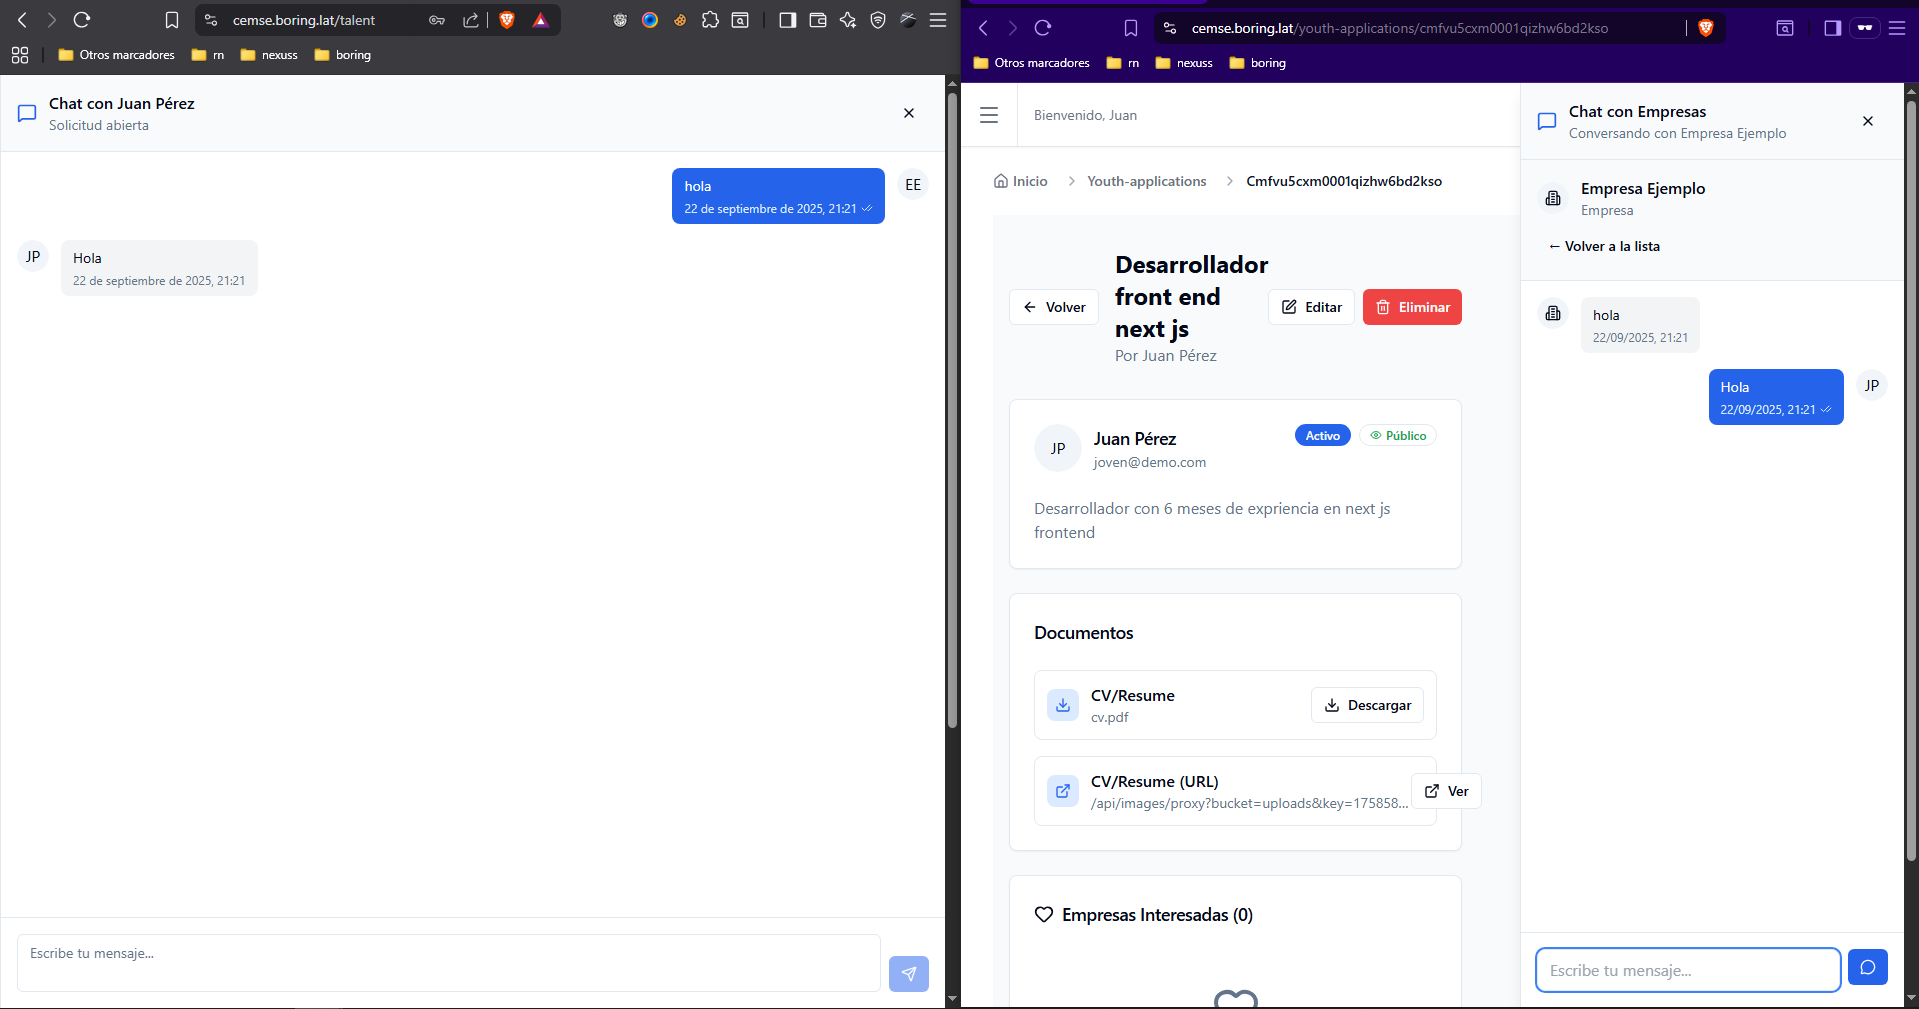 cemse.boring.lat/talent
Otros marcadores
rn
nexuss
boring
Chat con Juan Pérez
Solicitud abierta
hola
22 de septiembre de 2025, 21:21
EE
JP
Hola
22 de septiembre de 2025, 21:21
Escribe tu mensaje...
cemse.boring.lat/youth-applications/cmfvu5cxm0001qizhw6bd2kso
Otros marcadores
rn
nexuss
boring
Bienvenido, Juan
Inicio
Youth-applications
Cmfvu5cxm0001qizhw6bd2kso
Volver
Desarrollador
front end
next js
Por Juan Pérez
Editar
Eliminar
JP
Juan Pérez
joven@demo.com
Activo
Público
Desarrollador con 6 meses de expriencia en next js
frontend
Documentos
CV/Resume
cv.pdf
Descargar
CV/Resume (URL)
/api/images/proxy?bucket=uploads&key=175858...
Ver
Empresas Interesadas (0)
Chat con Empresas
Conversando con Empresa Ejemplo
Empresa Ejemplo
Empresa
← Volver a la lista
hola
22/09/2025, 21:21
Hola
22/09/2025, 21:21
JP
Escribe tu mensaje...